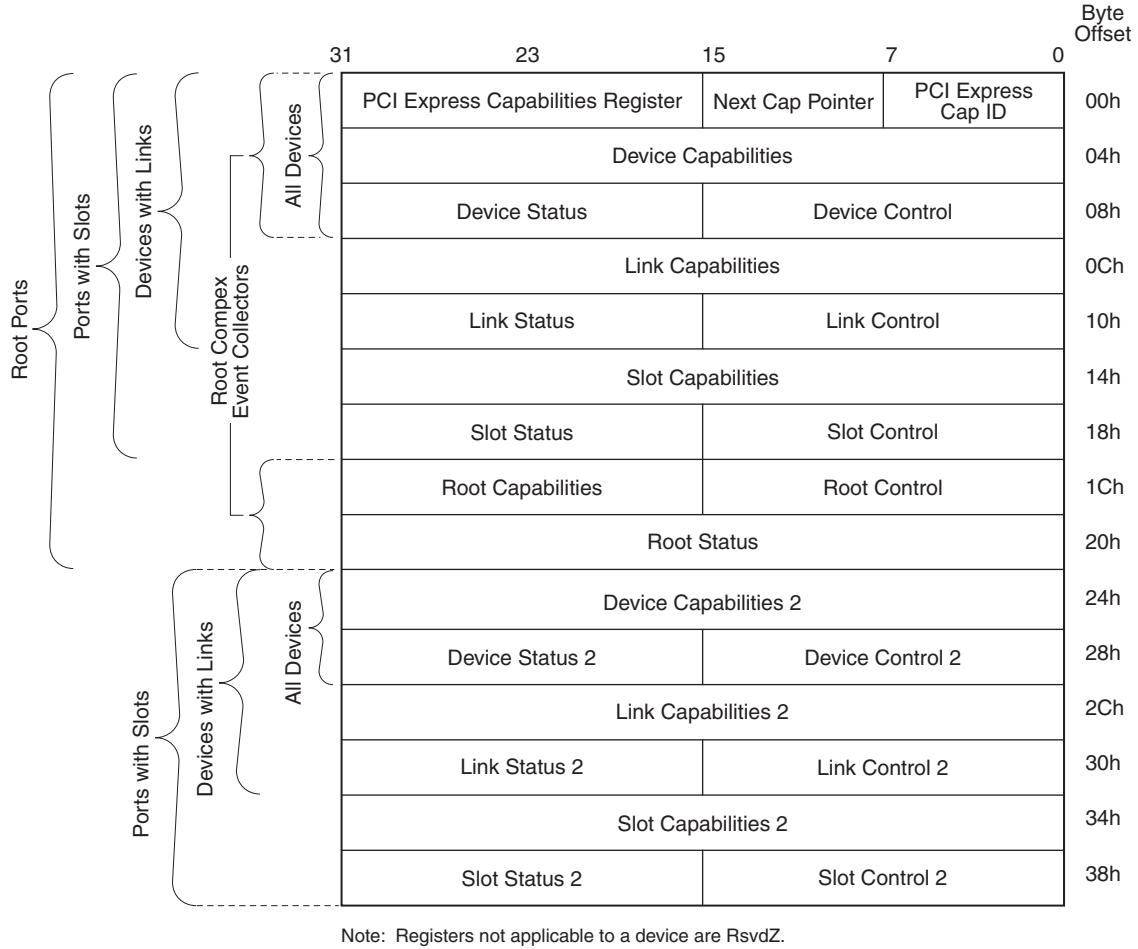 Byte
Offset
31 23 15 7 0
PCI Express Capabilities Register Next Cap Pointer PCI Express
Cap ID 00h
Device Capabilities 04h
Device Status Device Control 08h
Link Capabilities 0Ch
Link Status Link Control 10h
Slot Capabilities 14h
Slot Status Slot Control 18h
Root Capabilities Root Control 1Ch
Root Status 20h
Device Capabilities 2 24h
Device Status 2 Device Control 2 28h
Link Capabilities 2 2Ch
Link Status 2 Link Control 2 30h
Slot Capabilities 2 34h
Slot Status 2 Slot Control 2 38h
Root Ports
Ports with Slots
Devices with Links
Root Compex
Event Collectors
All Devices
Ports with Slots
Devices with Links
All Devices
Note: Registers not applicable to a device are RsvdZ.